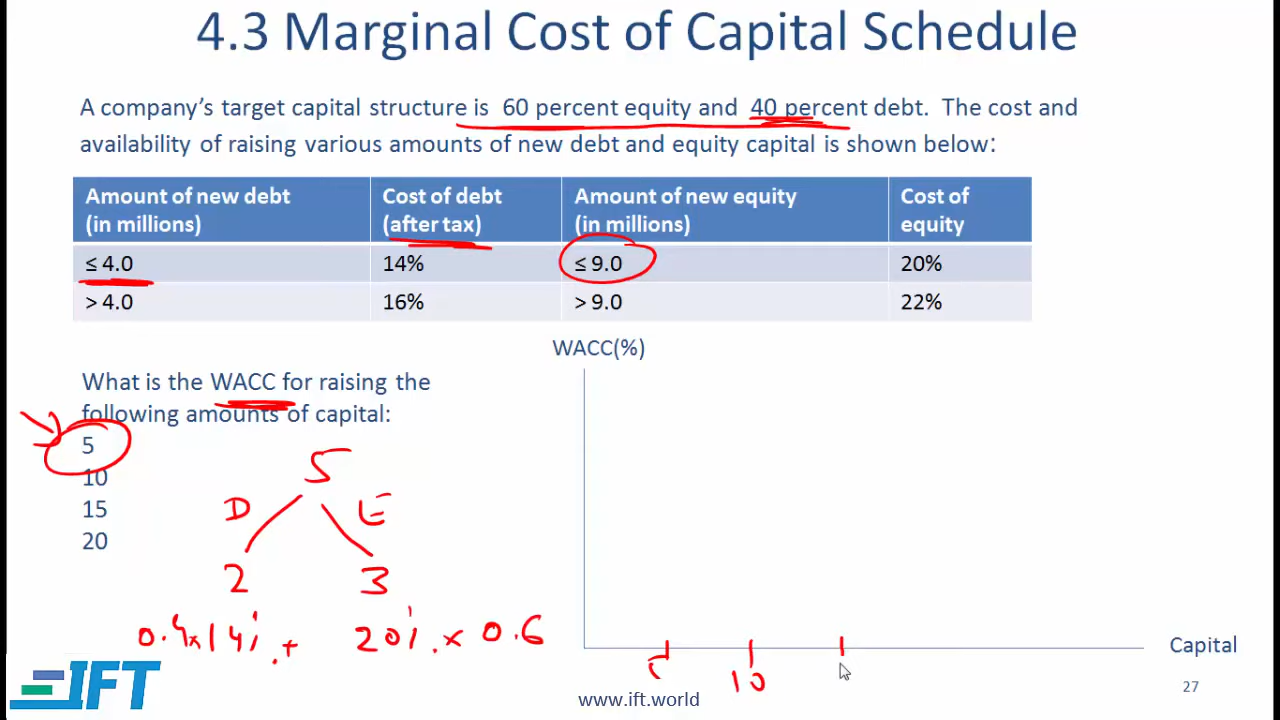 4.3 Marginal Cost of Capital Schedule
A company's target capital structure is 60 percent equity and 40 percent debt. The cost and
availability of raising various amounts of new debt and equity capital is shown below:
Amount of new debt (in millions) Cost of debt (after tax) Amount of new equity (in millions) Cost of equity
≤ 4.0 14% ≤ 9.0 20%
> 4.0 16% > 9.0 22%
WACC(%)
What is the WACC for raising the
following amounts of capital:
5
10
15
20
5
D E
2 3
0.4x14%. + 20%. x 0.6
10
Capital
IFT
www.ift.world
27